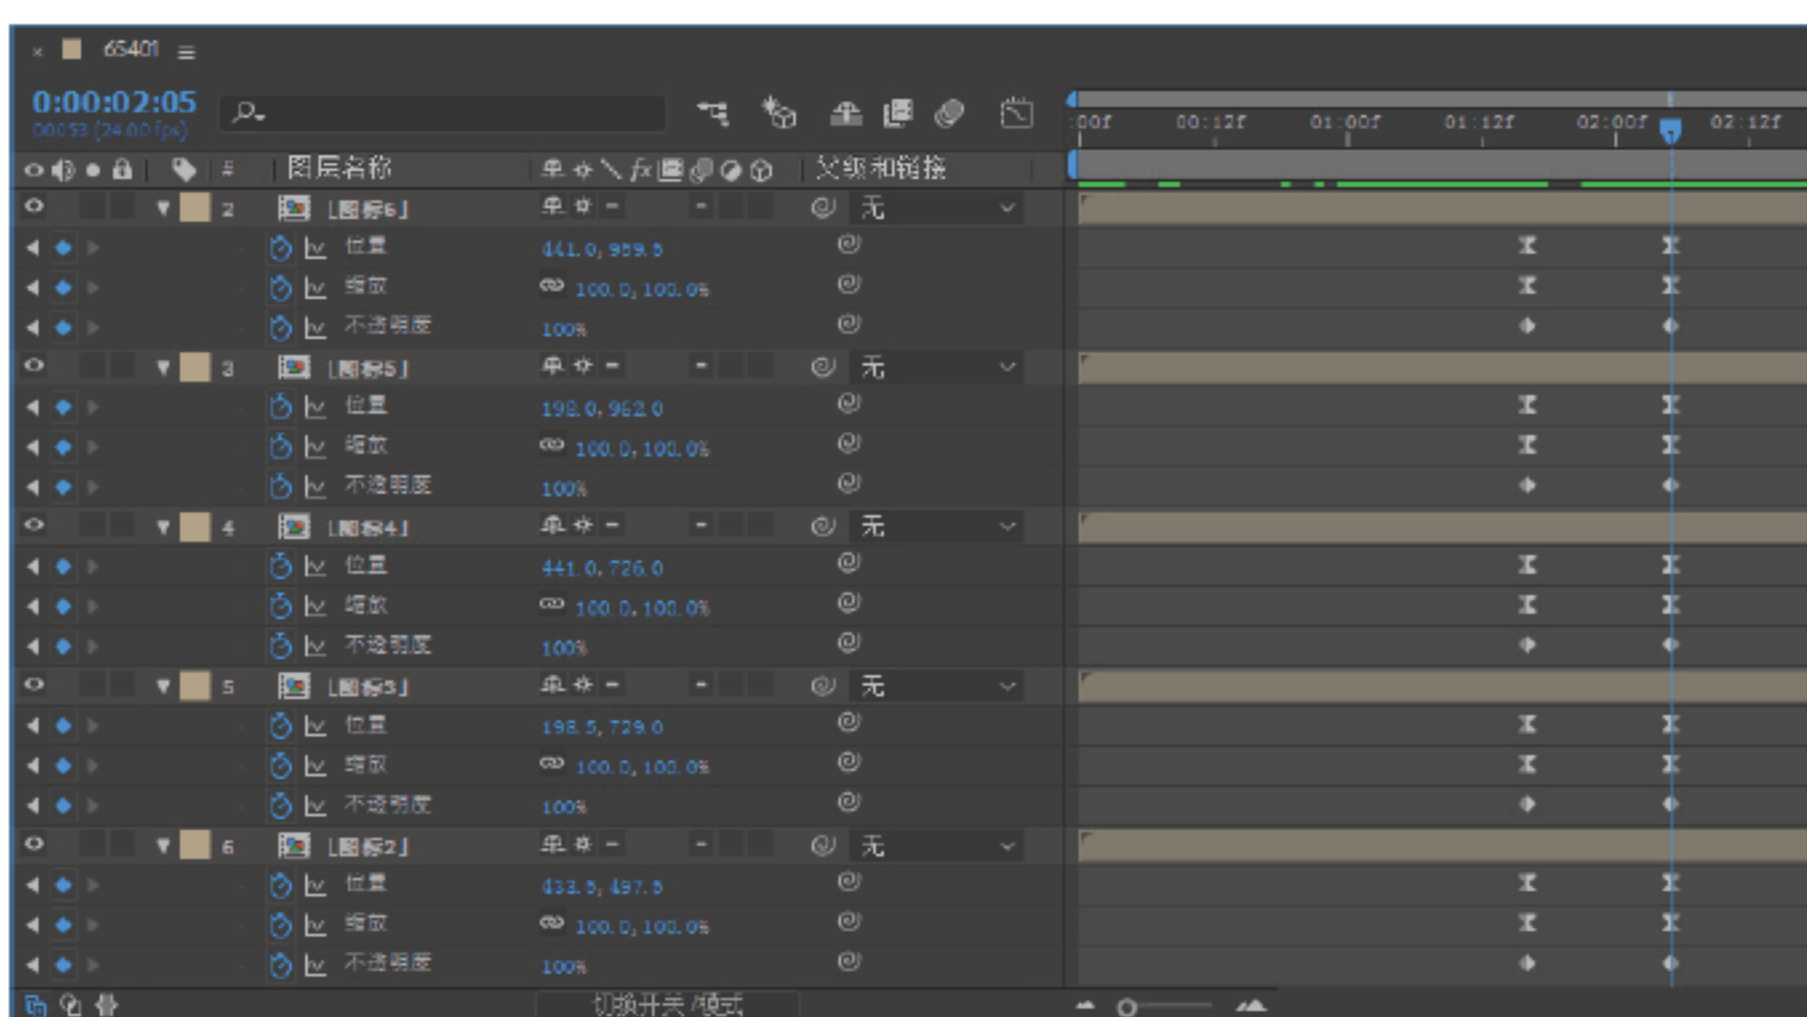 65401
0:00:02:05
00053 (24.00 fps)
:00f 00:12f 01:00f 01:12f 02:00f 02:12f
# 图层名称 fx 父级和链接
2 [图标6] 无
位置 441.0, 959.5
缩放 100.0, 100.0%
不透明度 100%
3 [图标5] 无
位置 198.0, 962.0
缩放 100.0, 100.0%
不透明度 100%
4 [图标4] 无
位置 441.0, 726.0
缩放 100.0, 100.0%
不透明度 100%
5 [图标3] 无
位置 198.5, 729.0
缩放 100.0, 100.0%
不透明度 100%
6 [图标2] 无
位置 433.5, 497.5
缩放 100.0, 100.0%
不透明度 100%
切换开关/模式